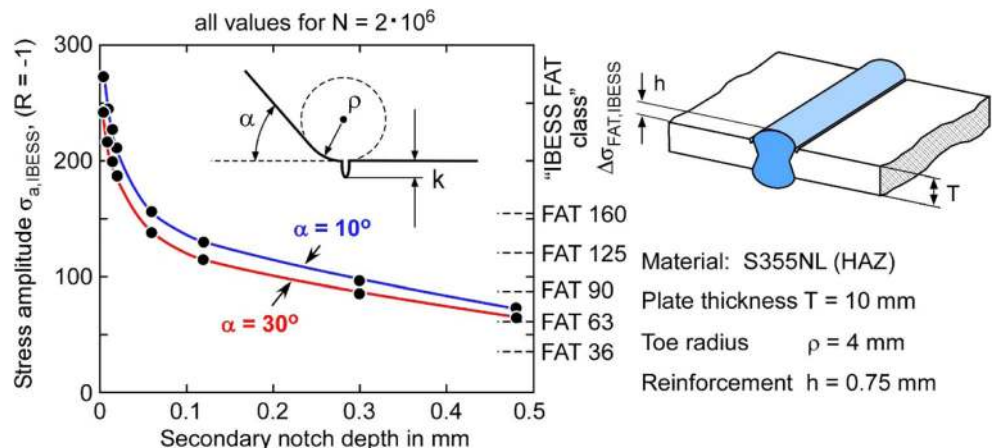 all values for N = 2·10⁶
Stress amplitude σa,IBESS, (R = -1)
300
200
100
0
0
0.1
0.2
0.3
0.4
0.5
Secondary notch depth in mm
α
ρ
k
α = 10º
α = 30º
"IBESS FAT
class"
ΔσFAT,IBESS
FAT 160
FAT 125
FAT 90
FAT 63
FAT 36
h
T
Material: S355NL (HAZ)
Plate thickness T = 10 mm
Toe radius ρ = 4 mm
Reinforcement h = 0.75 mm